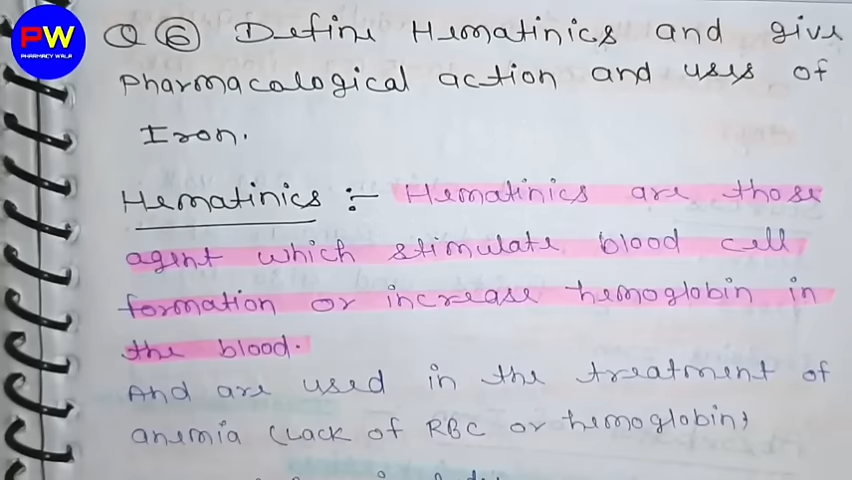 PW
PHARMACY WALA
Q ⑥ Define Hematinics and give
pharmacological action and uses of
Iron.
Hematinics :- Hematinics are those
agent which stimulate blood cell
formation or increase hemoglobin in
the blood.
And are used in the treatment of
anemia (Lack of RBC or hemoglobin)